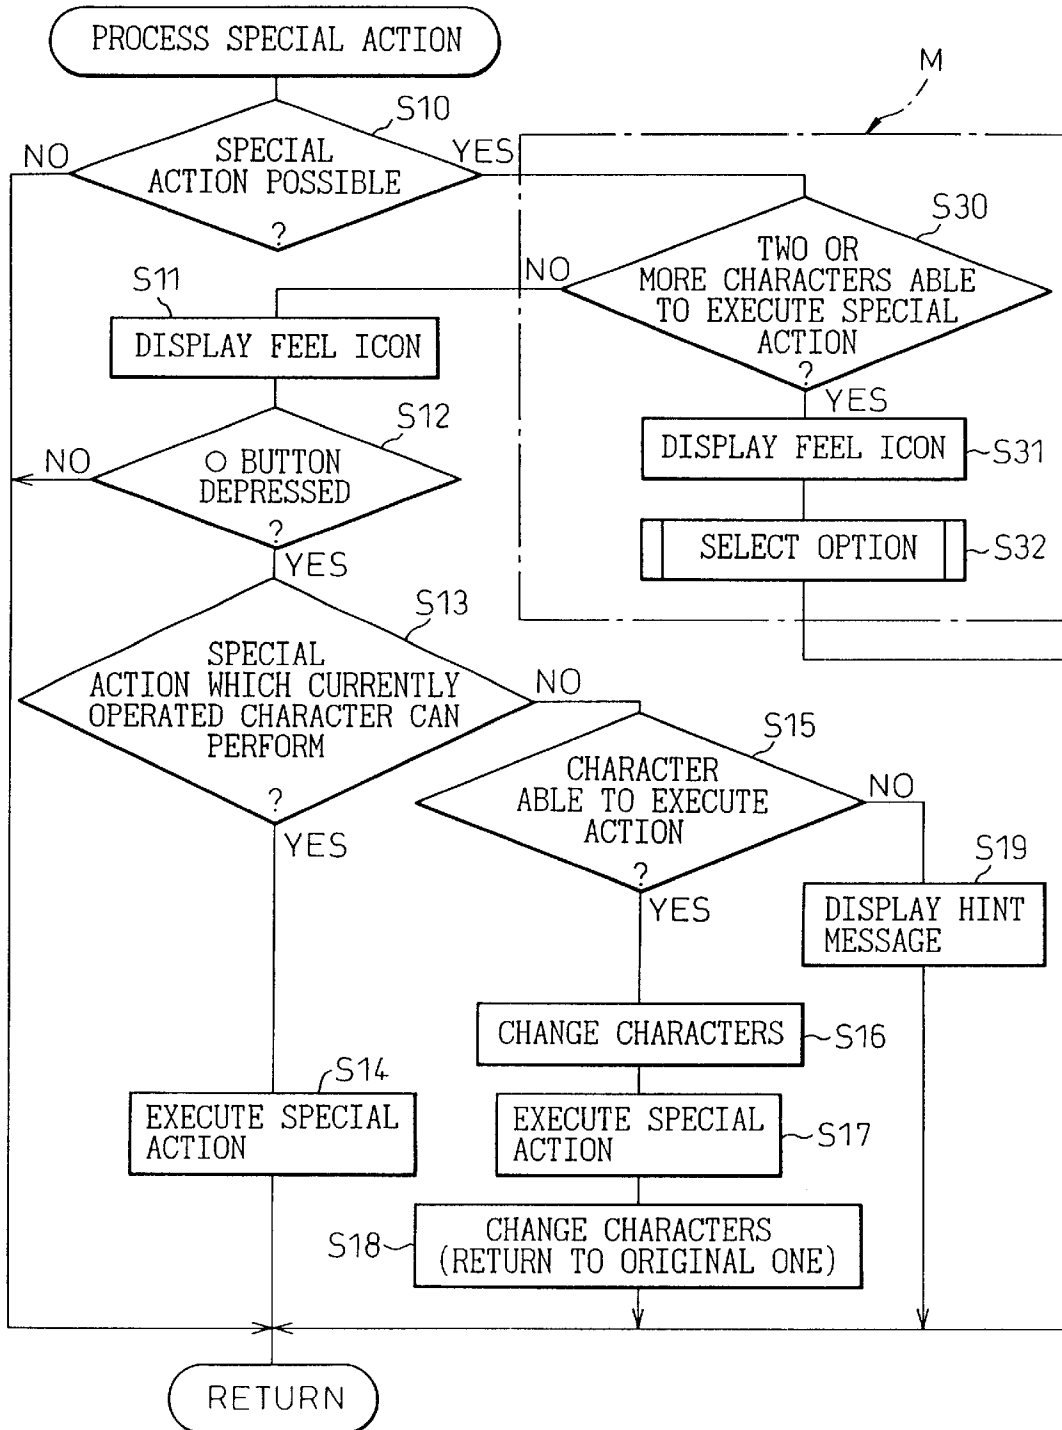 PROCESS SPECIAL ACTION
M
S10
NO
SPECIAL
ACTION POSSIBLE
?
YES
S30
TWO OR
MORE CHARACTERS ABLE
TO EXECUTE SPECIAL
ACTION
?
NO
YES
S11
DISPLAY FEEL ICON
S12
NO
○ BUTTON
DEPRESSED
?
YES
DISPLAY FEEL ICON
S31
SELECT OPTION
S32
S13
SPECIAL
ACTION WHICH CURRENTLY
OPERATED CHARACTER CAN
PERFORM
?
NO
YES
S15
CHARACTER
ABLE TO EXECUTE
ACTION
?
NO
YES
S19
DISPLAY HINT
MESSAGE
CHANGE CHARACTERS
S16
S14
EXECUTE SPECIAL
ACTION
EXECUTE SPECIAL
ACTION
S17
S18
CHANGE CHARACTERS
(RETURN TO ORIGINAL ONE)
RETURN